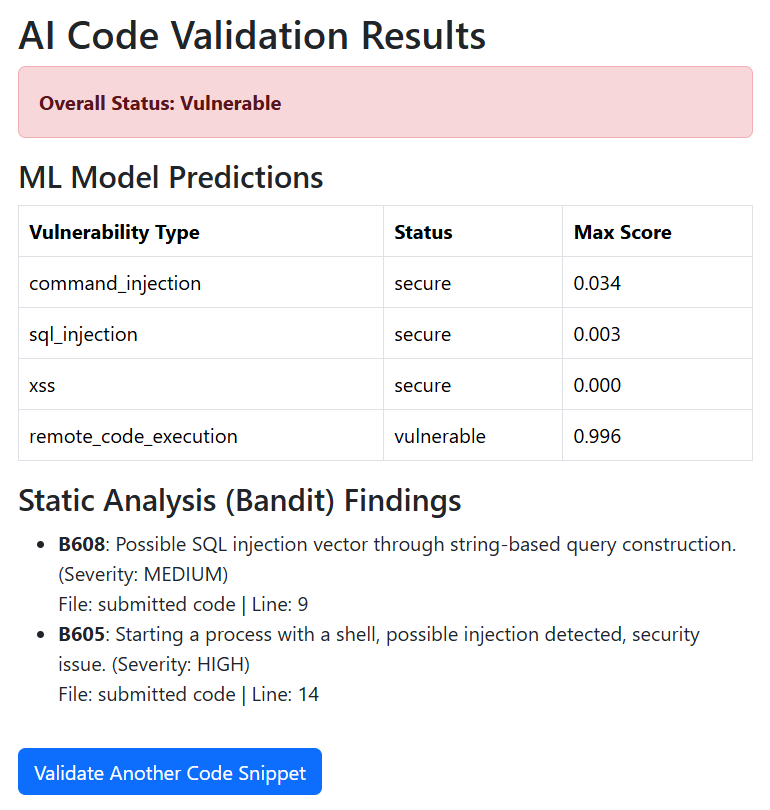 AI Code Validation Results
Overall Status: Vulnerable
ML Model Predictions
Vulnerability Type Status Max Score
command_injection secure 0.034
sql_injection secure 0.003
xss secure 0.000
remote_code_execution vulnerable 0.996
Static Analysis (Bandit) Findings
• B608: Possible SQL injection vector through string-based query construction.
(Severity: MEDIUM)
File: submitted code | Line: 9
• B605: Starting a process with a shell, possible injection detected, security
issue. (Severity: HIGH)
File: submitted code | Line: 14
Validate Another Code Snippet